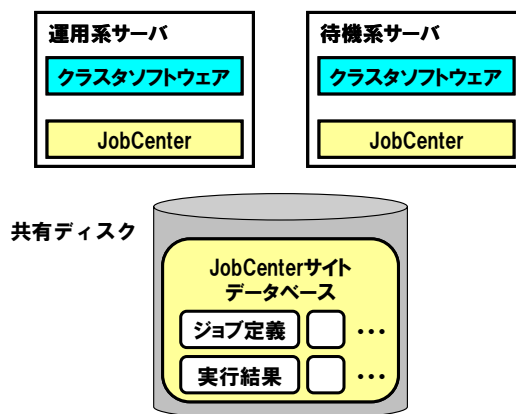 運用系サーバ
クラスタソフトウェア
JobCenter
待機系サーバ
クラスタソフトウェア
JobCenter
共有ディスク
JobCenterサイト
データベース
ジョブ定義 …
実行結果 …